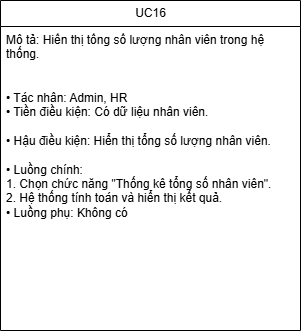 UC16
Mô tả: Hiển thị tổng số lượng nhân viên trong hệ
thống.
• Tác nhân: Admin, HR
• Tiền điều kiện: Có dữ liệu nhân viên.
• Hậu điều kiện: Hiển thị tổng số lượng nhân viên.
• Luồng chính:
1. Chọn chức năng "Thống kê tổng số nhân viên".
2. Hệ thống tính toán và hiển thị kết quả.
• Luồng phụ: Không có